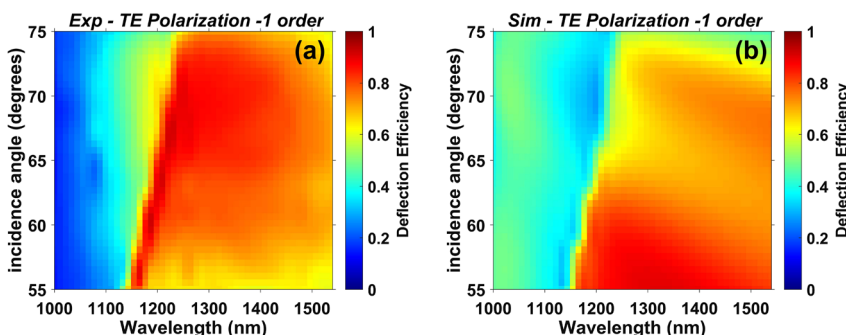 Exp - TE Polarization -1 order
(a)
75
70
65
60
55
incidence angle (degrees)
1000 1100 1200 1300 1400 1500
Wavelength (nm)
1
0.8
0.6
0.4
0.2
0
Deflection Efficiency
Sim - TE Polarization -1 order
(b)
75
70
65
60
55
incidence angle (degrees)
1000 1100 1200 1300 1400 1500
Wavelength (nm)
1
0.8
0.6
0.4
0.2
0
Deflection Efficiency